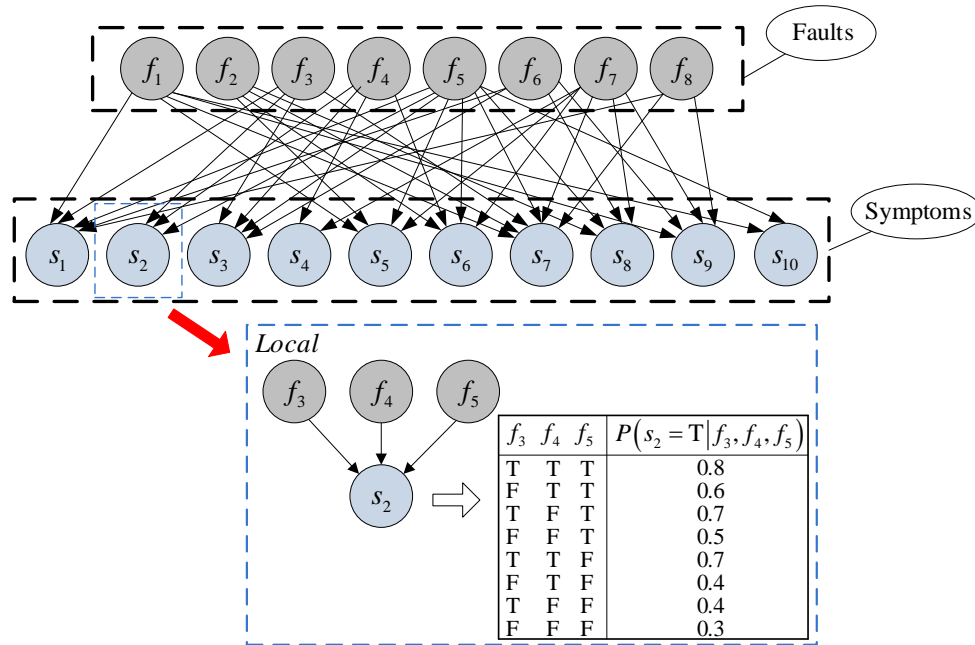 Faults
f₁ f₂ f₃ f₄ f₅ f₆ f₇ f₈
Symptoms
s₁ s₂ s₃ s₄ s₅ s₆ s₇ s₈ s₉ s₁₀
Local
f₃ f₄ f₅
s₂
f₃ f₄ f₅ P(s₂ = T|f₃, f₄, f₅)
T T T 0.8
F T T 0.6
T F T 0.7
F F T 0.5
T T F 0.7
F T F 0.4
T F F 0.4
F F F 0.3